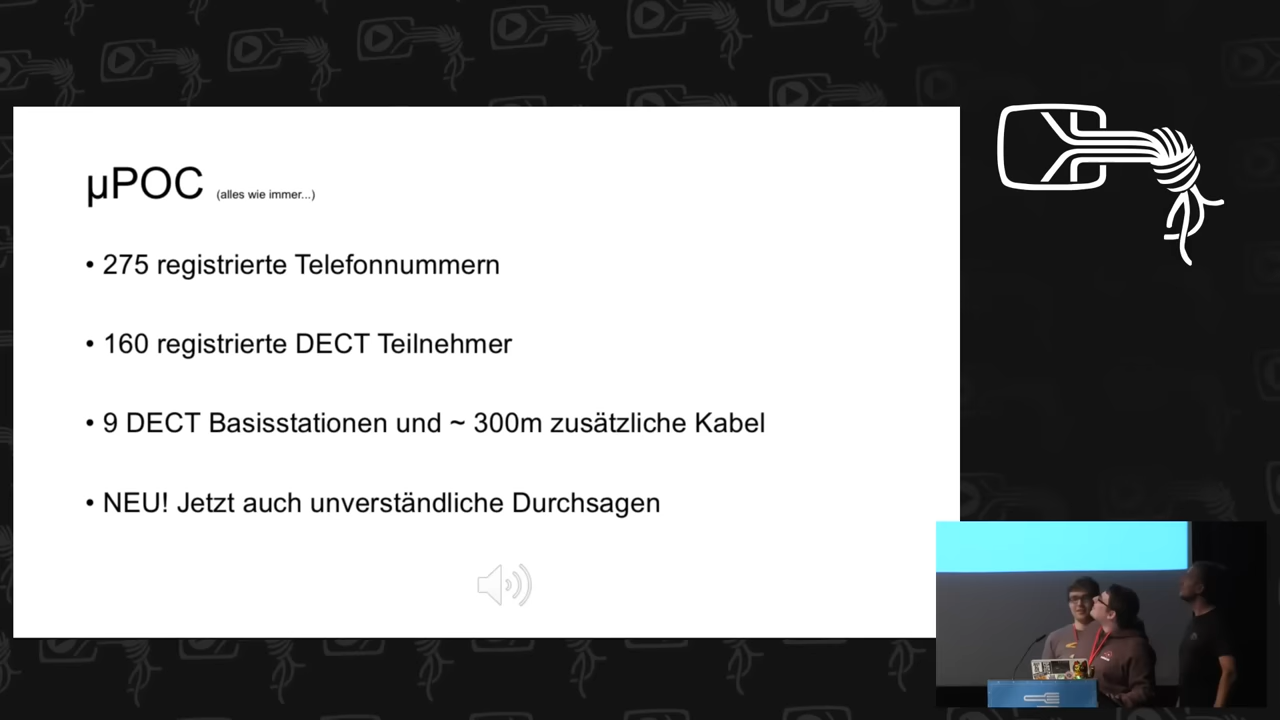 µPOC (alles wie immer...)
• 275 registrierte Telefonnummern
• 160 registrierte DECT Teilnehmer
• 9 DECT Basisstationen und ~ 300m zusätzliche Kabel
• NEU! Jetzt auch unverständliche Durchsagen